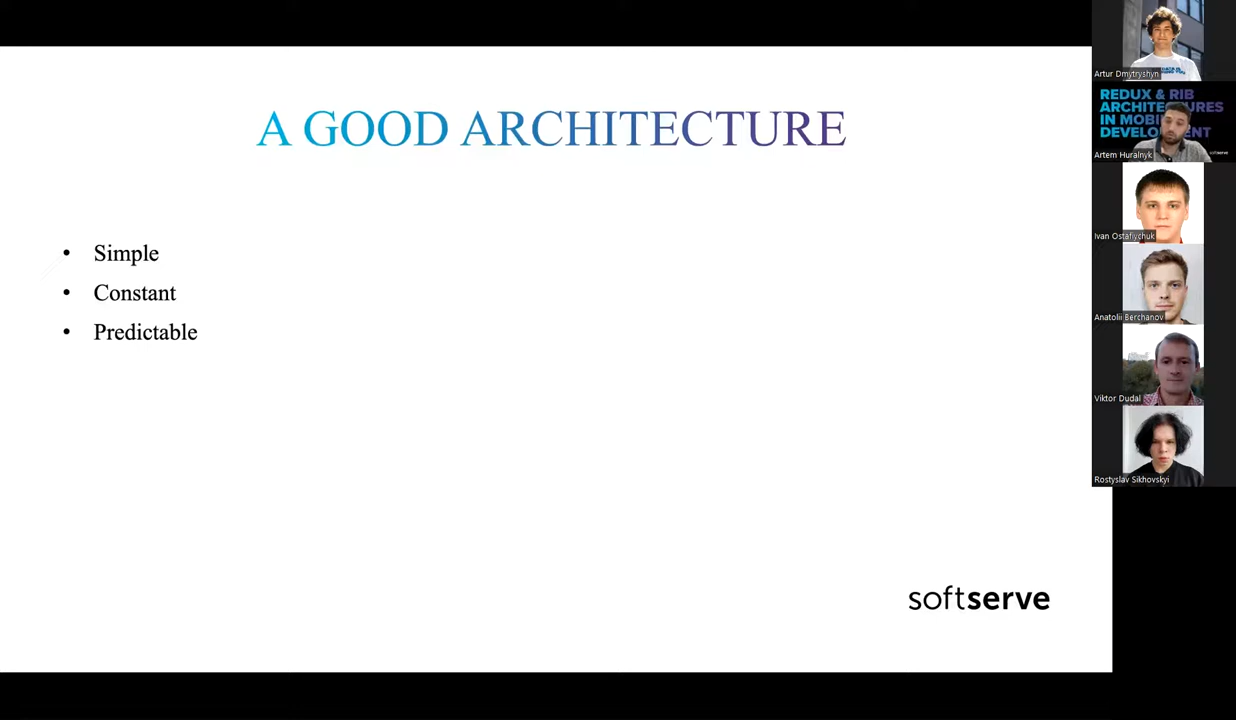 A GOOD ARCHITECTURE
• Simple
• Constant
• Predictable
softserve
Artur Dmytryshyn
REDUX & RIB
ARCHITECTURES
IN MOBILE
DEVELOPMENT
softserve
Artem Huralnyk
Ivan Ostafiychuk
Anatolii Berchanov
Viktor Dudal
Rostyslav Sikhovskyi